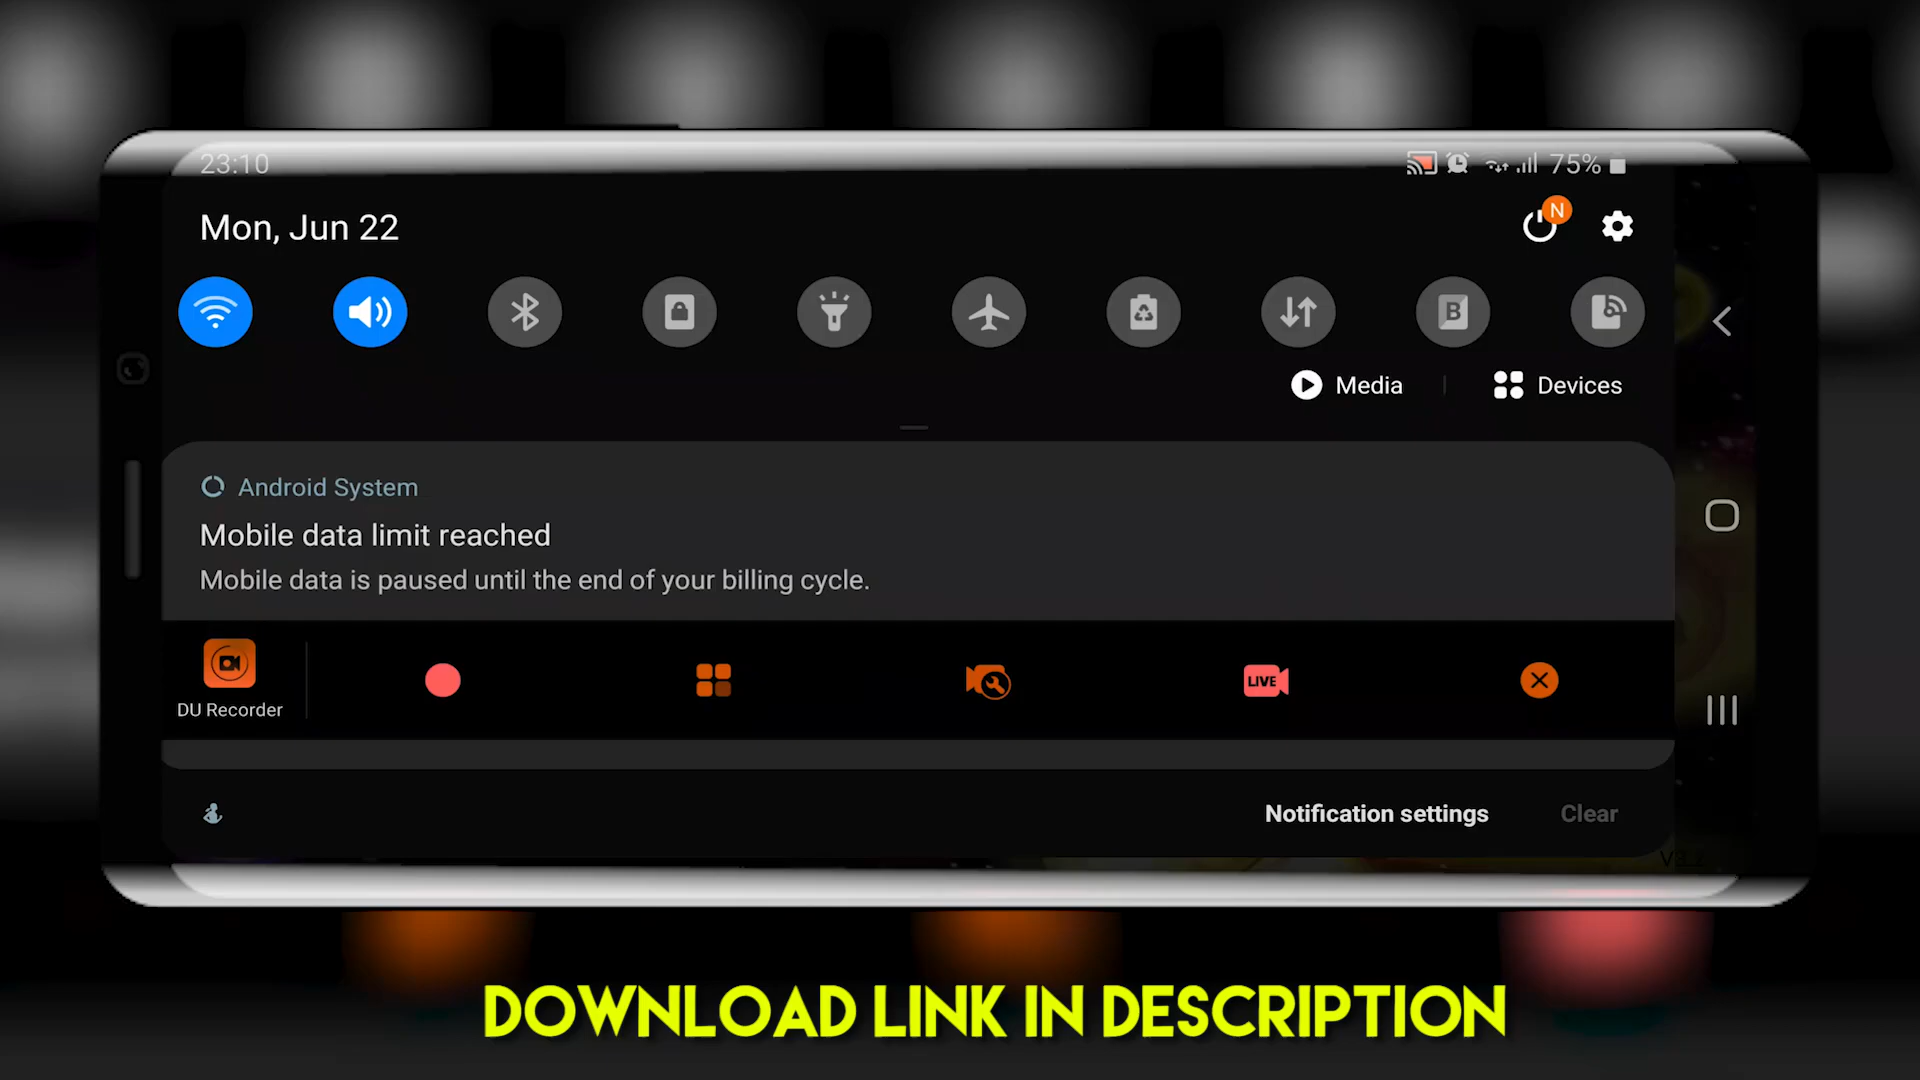 23:10
75%
Mon, Jun 22
N
B
Media
Devices
Android System
Mobile data limit reached
Mobile data is paused until the end of your billing cycle.
LIVE
DU Recorder
Notification settings
Clear
DOWNLOAD LINK IN DESCRIPTION